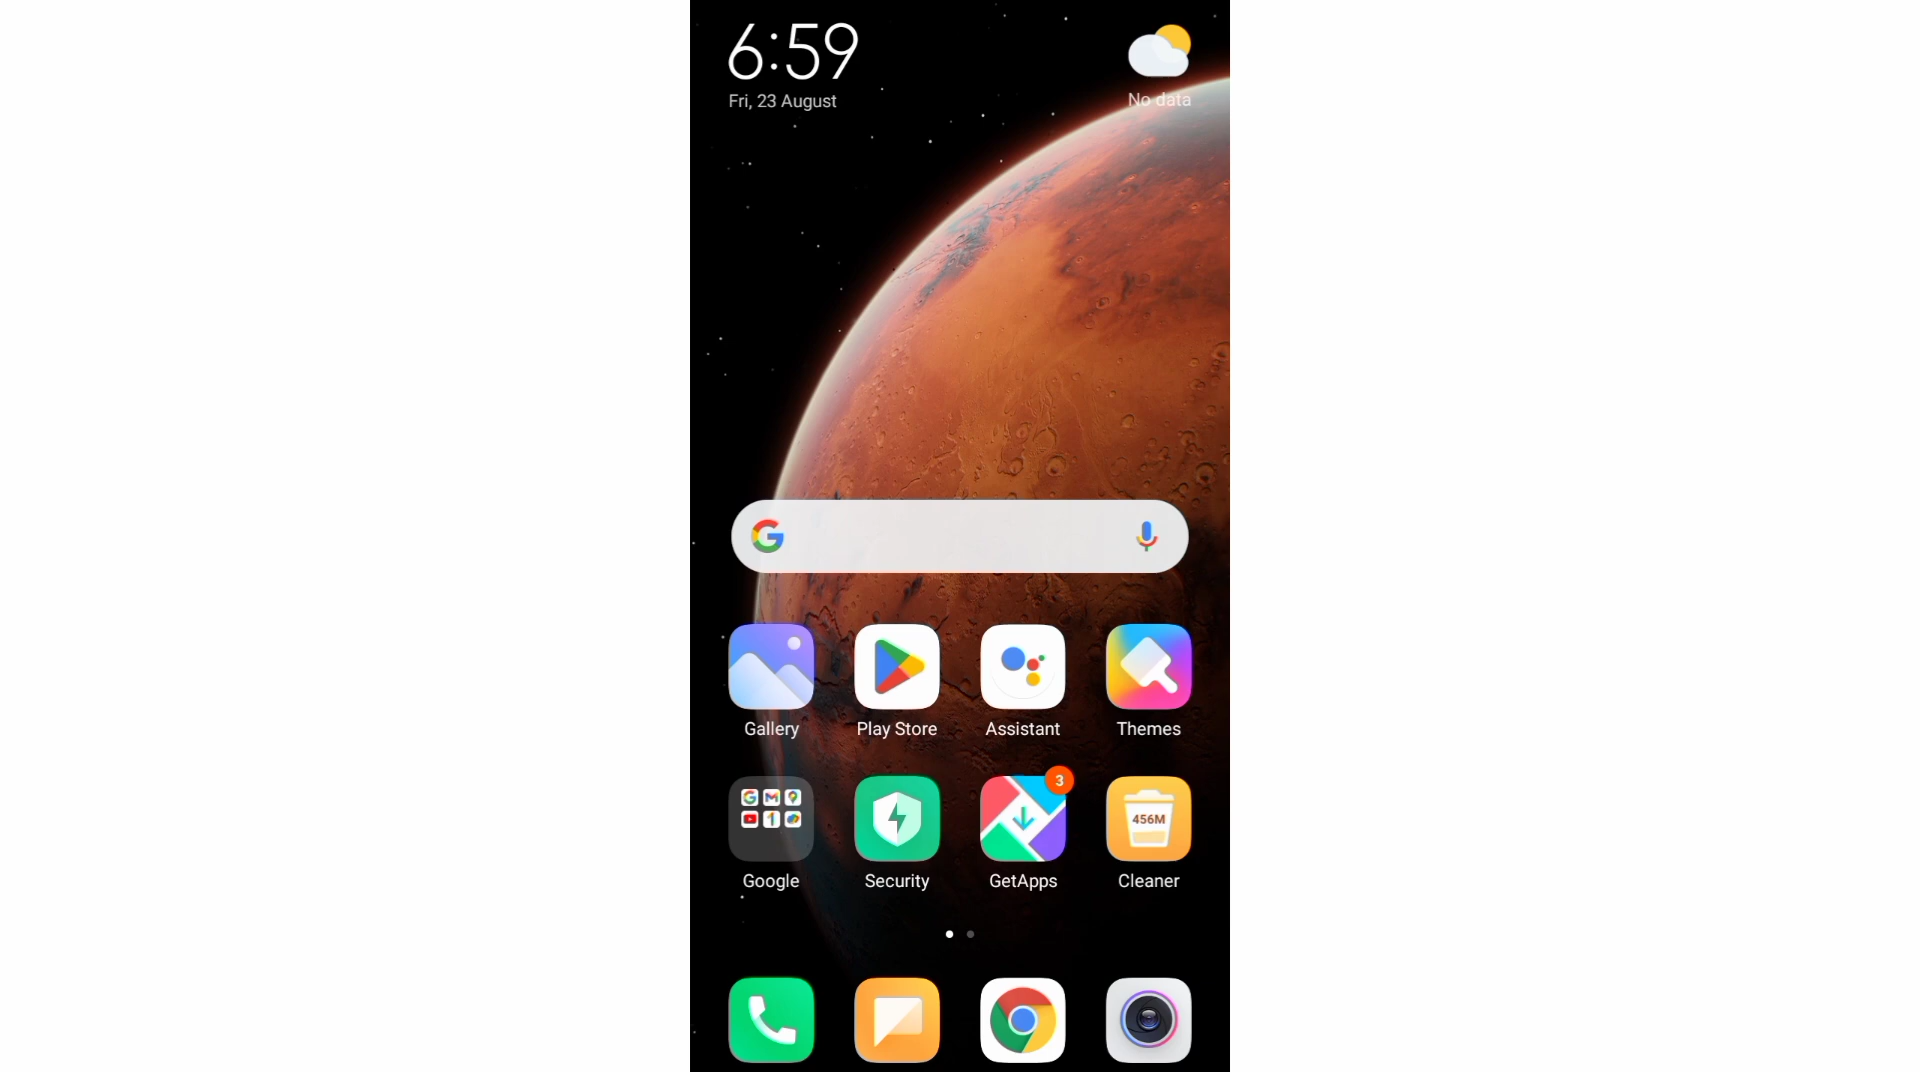 6:59
Fri, 23 August
No data
Gallery
Play Store
Assistant
Themes
3
456M
Google
Security
GetApps
Cleaner